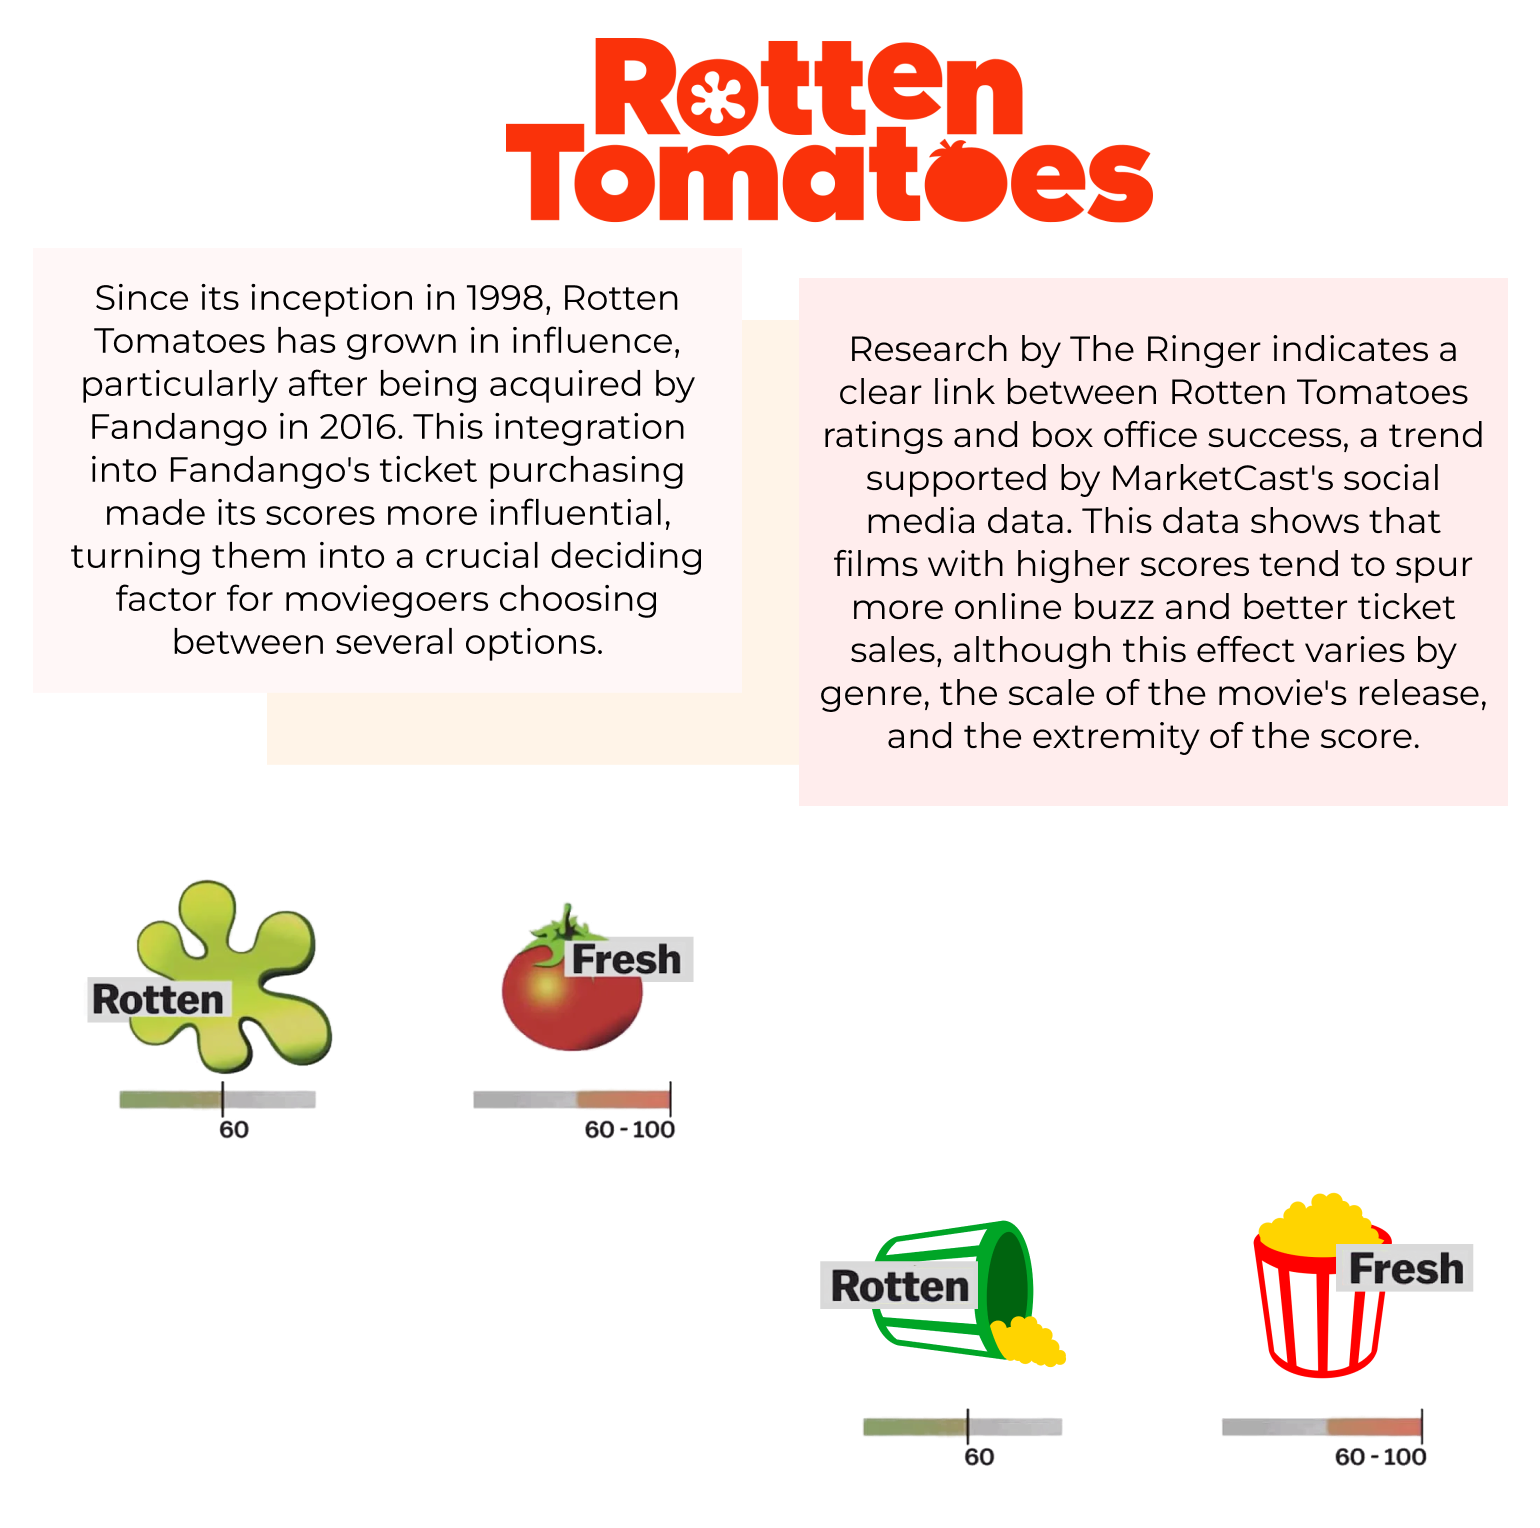 Rotten
Tomatoes
Since its inception in 1998, Rotten
Tomatoes has grown in influence,
particularly after being acquired by
Fandango in 2016. This integration
into Fandango's ticket purchasing
made its scores more influential,
turning them into a crucial deciding
factor for moviegoers choosing
between several options.
Research by The Ringer indicates a
clear link between Rotten Tomatoes
ratings and box office success, a trend
supported by MarketCast's social
media data. This data shows that
films with higher scores tend to spur
more online buzz and better ticket
sales, although this effect varies by
genre, the scale of the movie's release,
and the extremity of the score.
Rotten
60
Fresh
60 - 100
Rotten
60
Fresh
60 - 100